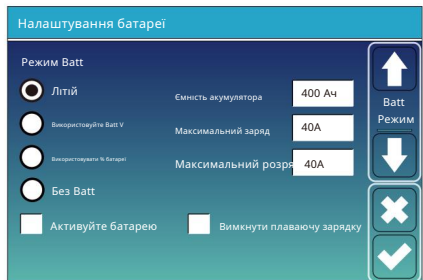 Налаштування батареї
Режим Batt
Літій
Ємність акумулятора
400 Ач
Batt
Режим
Використовуйте Batt V
Максимальний заряд
40A
Використовувати % батареї
Максимальний розря
40A
Без Batt
Активуйте батарею
Вимкнути плаваючу зарядку